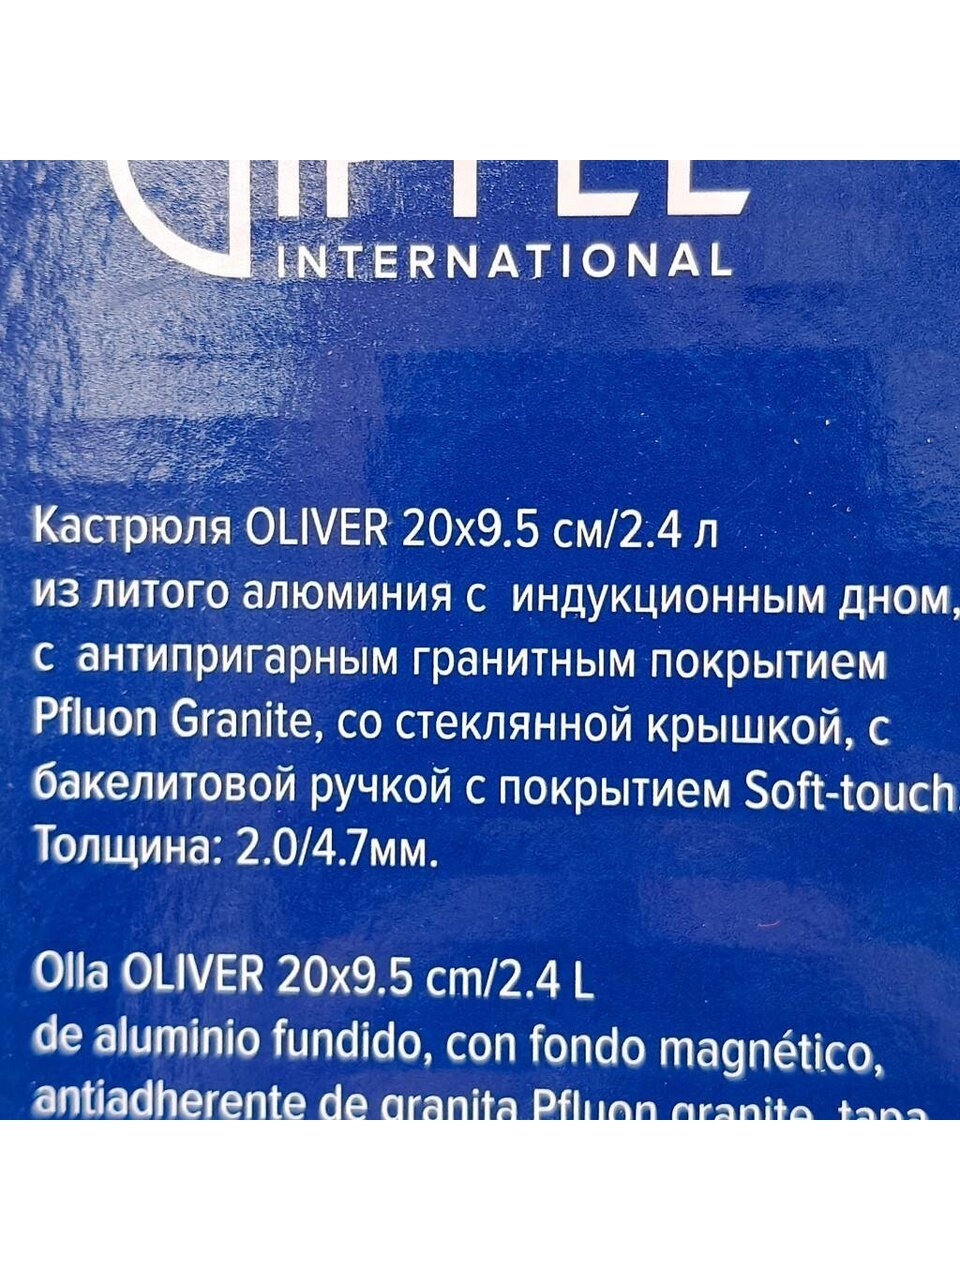 GIPFEL
INTERNATIONAL
Кастрюля OLIVER 20x9.5 см/2.4 л
из литого алюминия с индукционным дном,
с антипригарным гранитным покрытием
Pfluon Granite, со стеклянной крышкой, с
бакелитовой ручкой с покрытием Soft-touch.
Толщина: 2.0/4.7мм.
Olla OLIVER 20x9.5 cm/2.4 L
de aluminio fundido, con fondo magnético,
antiadherente de granita Pfluon granite, tapa